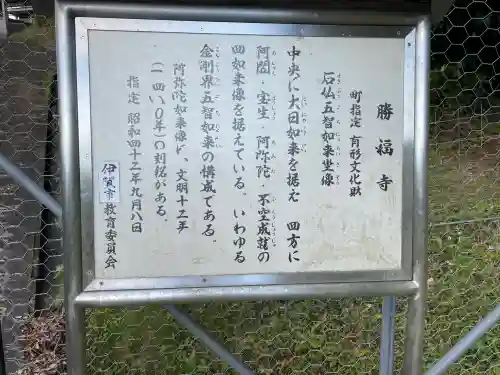 勝福寺
町指定 有形文化財
石仏五智如来坐像
中央に大日如来を据え 四方に
阿閦・宝生・阿弥陀・不空成就の
四如来像を据えている。いわゆる
金剛界五智如来の構成である。
阿弥陀如来像に、文明十二年
(一四八〇年)の刻銘がある。
指定 昭和四十三年九月八日
伊賀市教育委員会